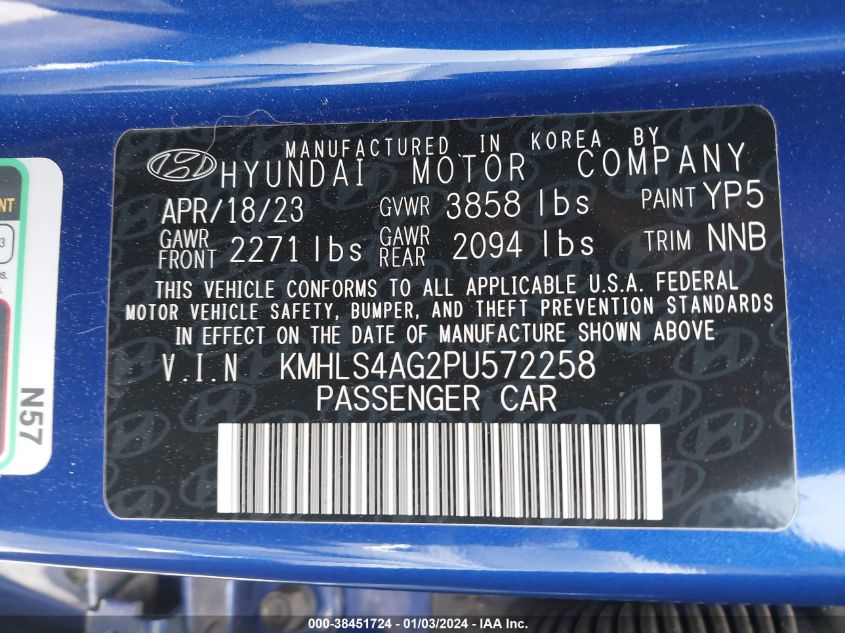 MANUFACTURED IN KOREA BY
HYUNDAI MOTOR COMPANY
APR/18/23 GVWR 3858 lbs PAINT YP5
GAWR FRONT 2271 lbs GAWR REAR 2094 lbs TRIM NNB
THIS VEHICLE CONFORMS TO ALL APPLICABLE U.S.A. FEDERAL
MOTOR VEHICLE SAFETY, BUMPER, AND THEFT PREVENTION STANDARDS
IN EFFECT ON THE DATE OF MANUFACTURE SHOWN ABOVE
V.I.N KMHLS4AG2PU572258
PASSENGER CAR
N57
000-38451724 - 01/03/2024 - IAA Inc.